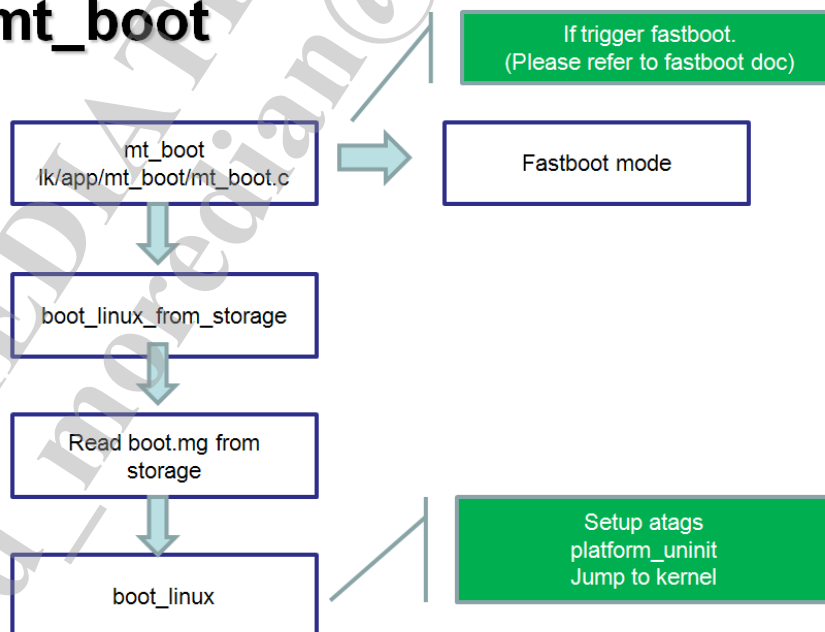 mt_boot
If trigger fastboot.
(Please refer to fastboot doc)
mt_boot
lk/app/mt_boot/mt_boot.c
Fastboot mode
boot_linux_from_storage
Read boot.mg from
storage
boot_linux
Setup atags
platform_uninit
Jump to kernel